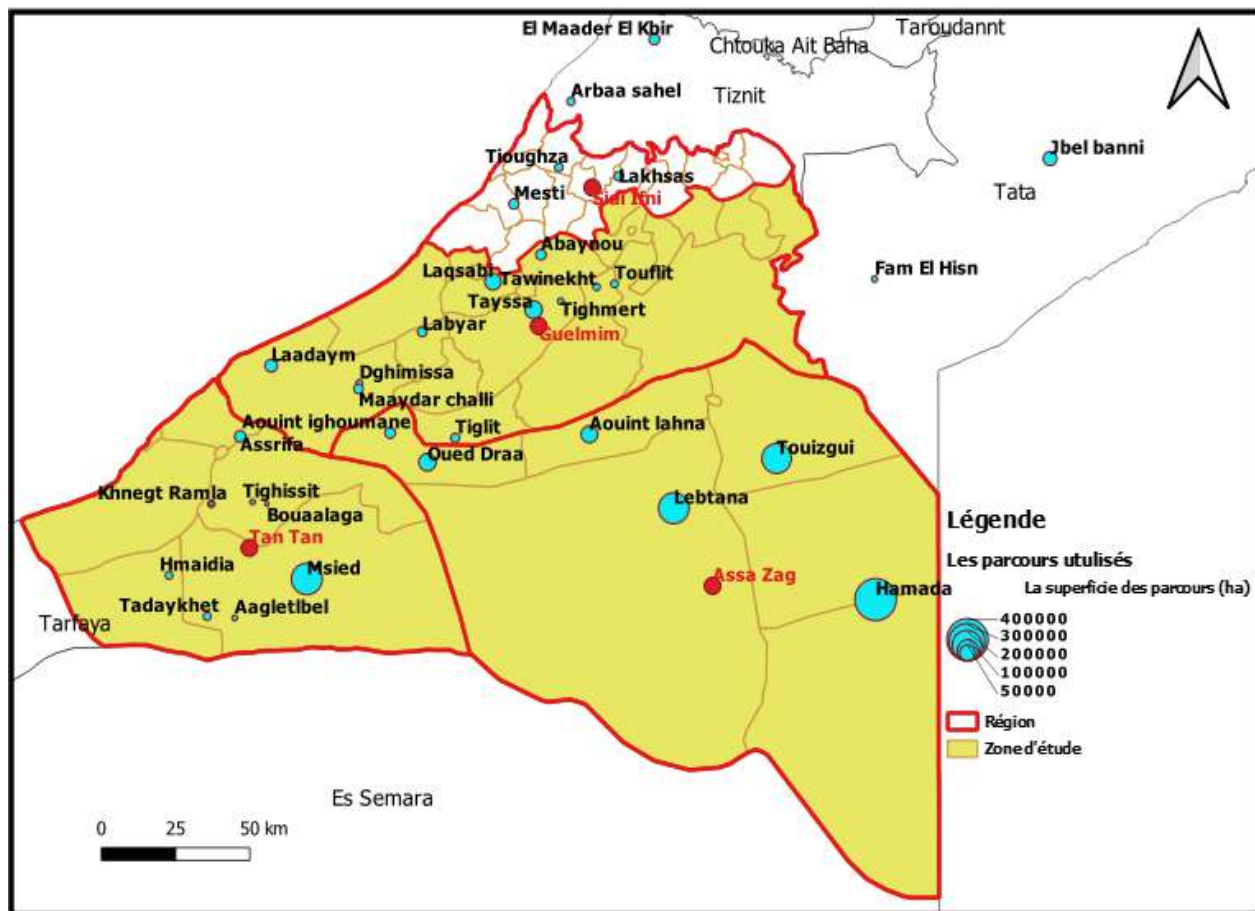 El Maader El Kbir
Taroudannt
Chtouka Ait Baha
Arbaa sahel
Tiznit
Jbel banni
Tioughza
Lakhsas
Tata
Mesti
Sidi Ifni
Abaynou
Fam El Hisn
Laqsabi
Tawinekht
Touflit
Tayssa
Tighmert
Labyar
Guelmim
Laadaym
Dghimissa
Maaydar challi
Aouint ighoumane
Tiglit
Aouint lahna
Assrifa
Oued Draa
Touizgui
Khnegt Ramla
Tighissit
Lebtana
Bouaalaga
Tan Tan
Hmaidia
Msied
Assa Zag
Hamada
Tadaykhet
Aagletlbel
Tarfaya
Es Semara
Légende
Les parcours utulisés
La superficie des parcours (ha)
400000
300000
200000
100000
50000
Région
Zone d'étude
0 25 50 km